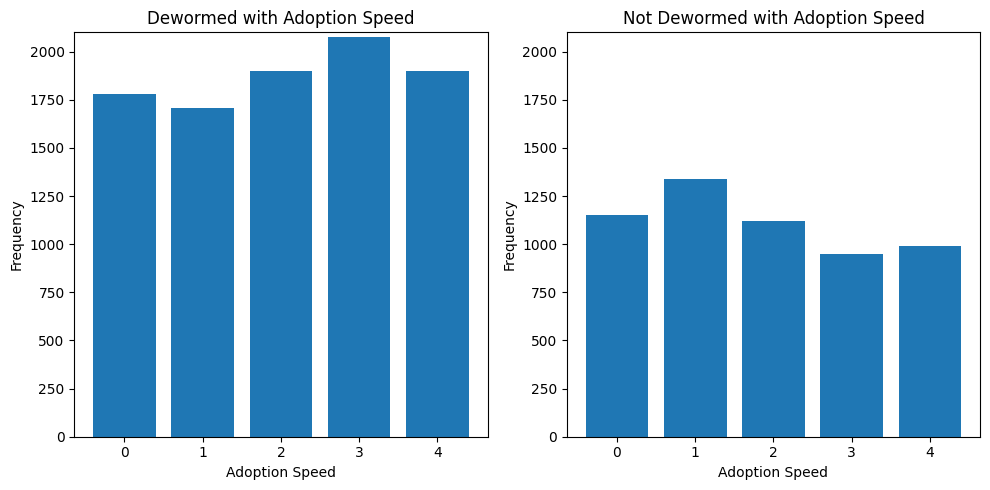 Dewormed with Adoption Speed
Frequency
2000
1750
1500
1250
1000
750
500
250
0
0 1 2 3 4
Adoption Speed
Not Dewormed with Adoption Speed
Frequency
2000
1750
1500
1250
1000
750
500
250
0
0 1 2 3 4
Adoption Speed